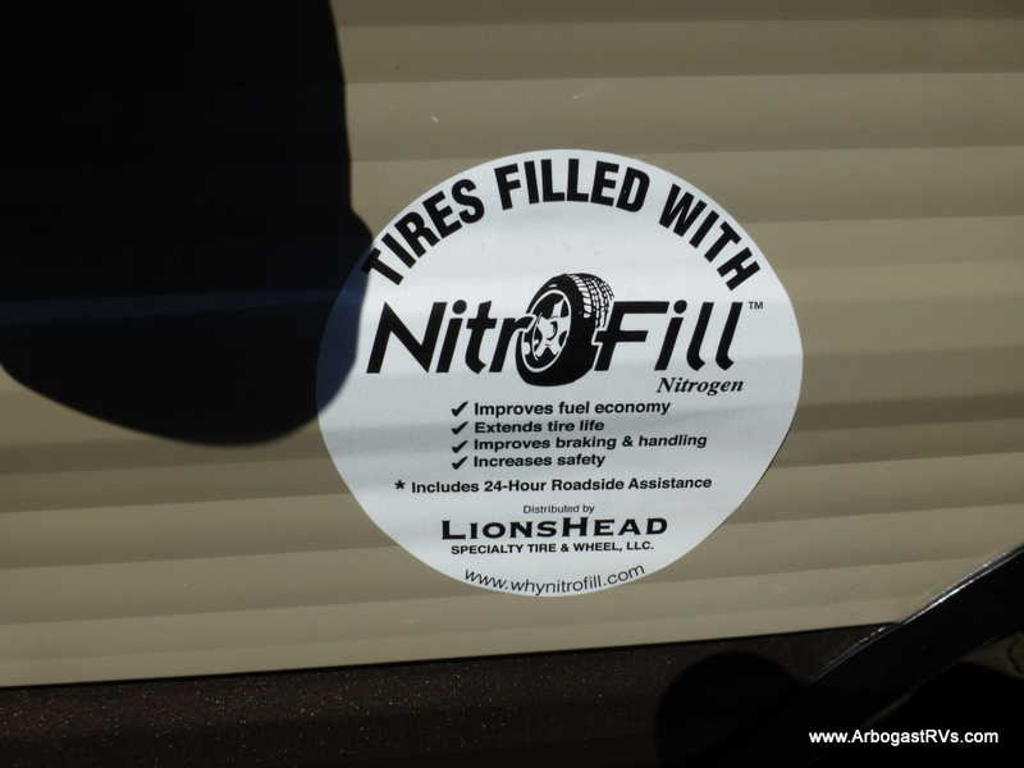 TIRES FILLED WITH
NitroFill™
Nitrogen
✓ Improves fuel economy
✓ Extends tire life
✓ Improves braking & handling
✓ Increases safety
* Includes 24-Hour Roadside Assistance
Distributed by
LIONSHEAD
SPECIALTY TIRE & WHEEL, LLC.
www.whynitrofill.com
www.ArbogastRVs.com